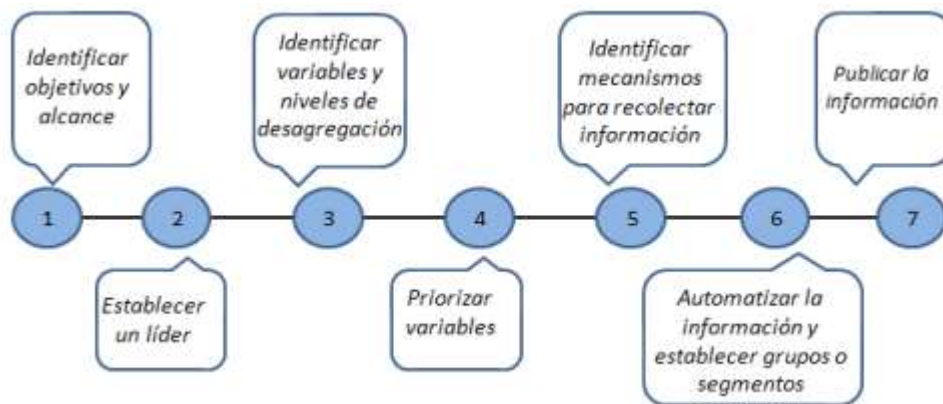 Identificar
objetivos y
alcance
Identificar
variables y
niveles de
desagregación
Identificar
mecanismos
para recolectar
información
Publicar la
información
1
2
3
4
5
6
7
Establecer
un líder
Priorizar
variables
Automatizar la
información y
establecer grupos o
segmentos